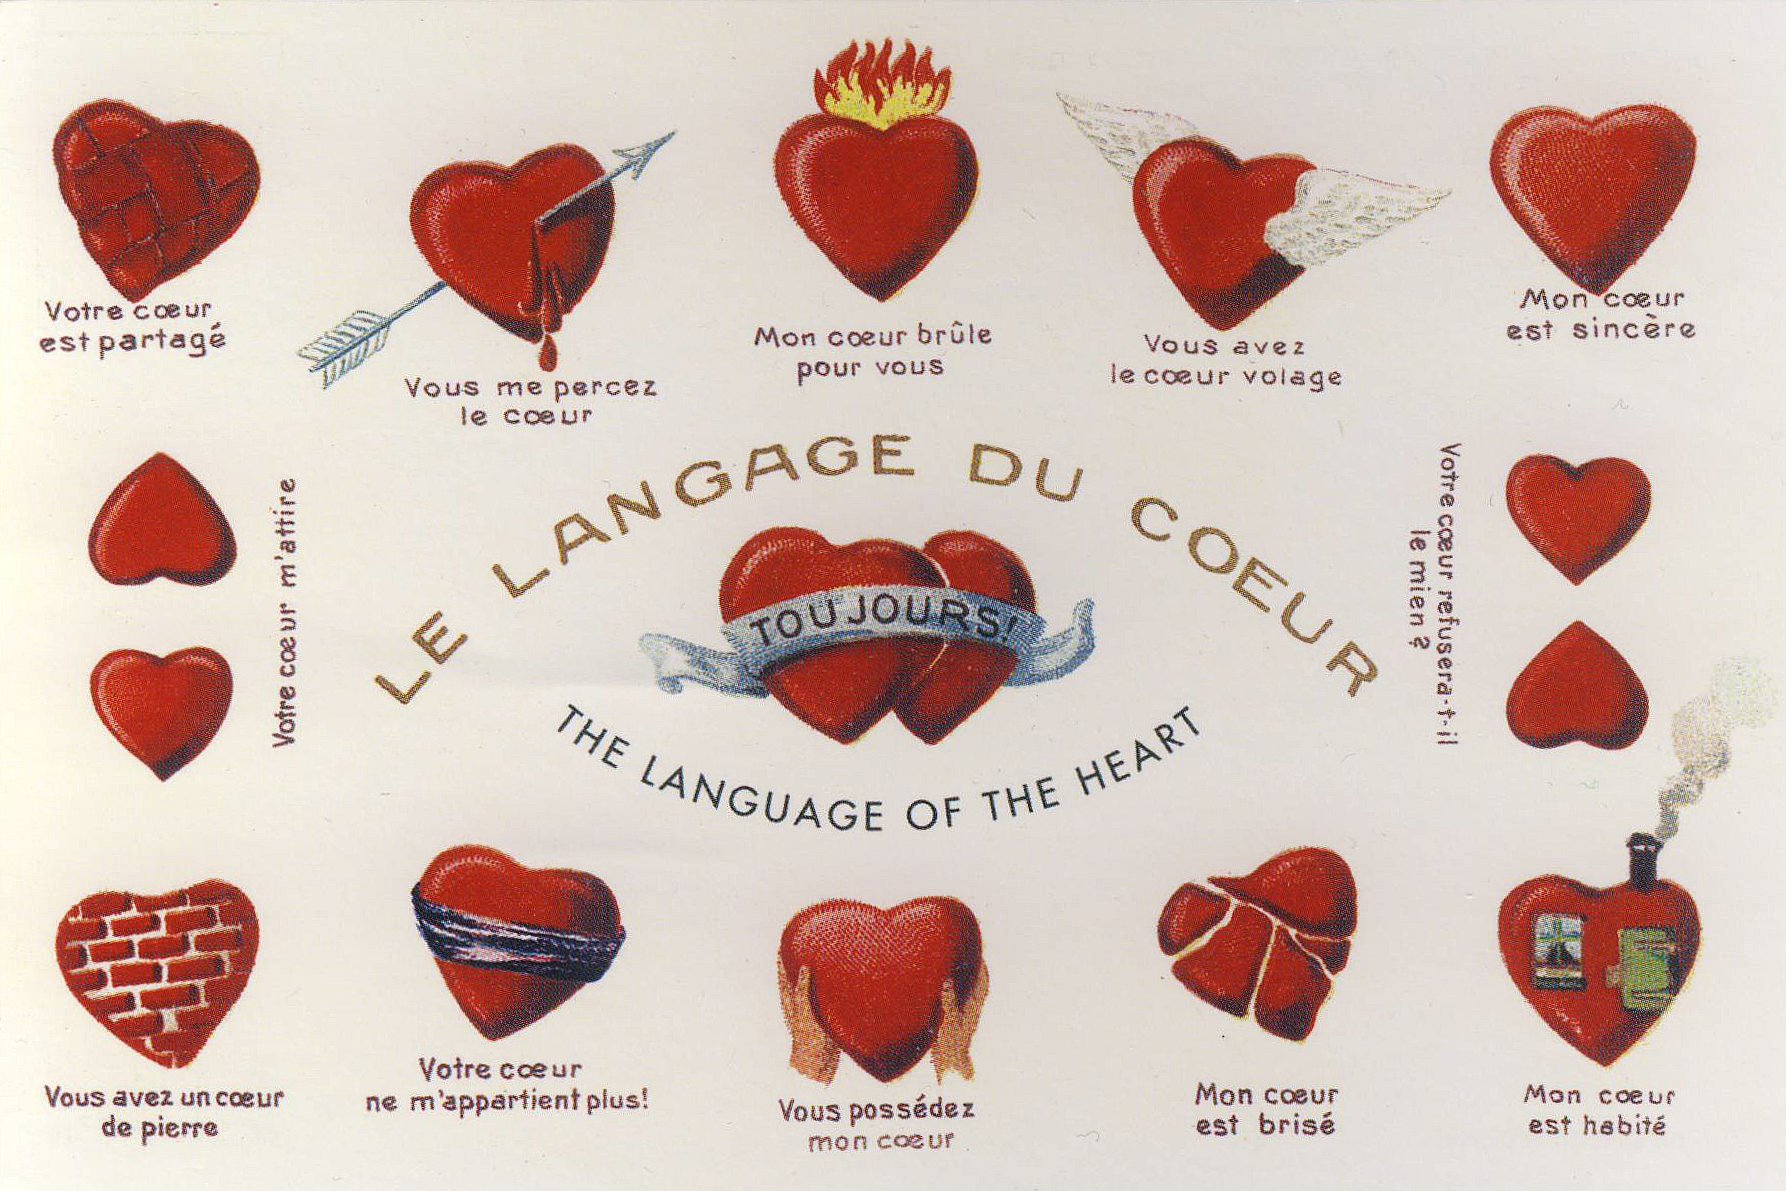 Votre cœur
est partagé
Vous me percez
le cœur
Mon cœur brûle
pour vous
Vous avez
le cœur volage
Mon cœur
est sincère
Votre cœur m'attire
LE LANGAGE DU COEUR
TOUJOURS!
THE LANGUAGE OF THE HEART
Votre cœur refusera-t-il
le mien?
Vous avez un cœur
de pierre
Votre cœur
ne m'appartient plus!
Vous possédez
mon cœur
Mon cœur
est brisé
Mon cœur
est habité